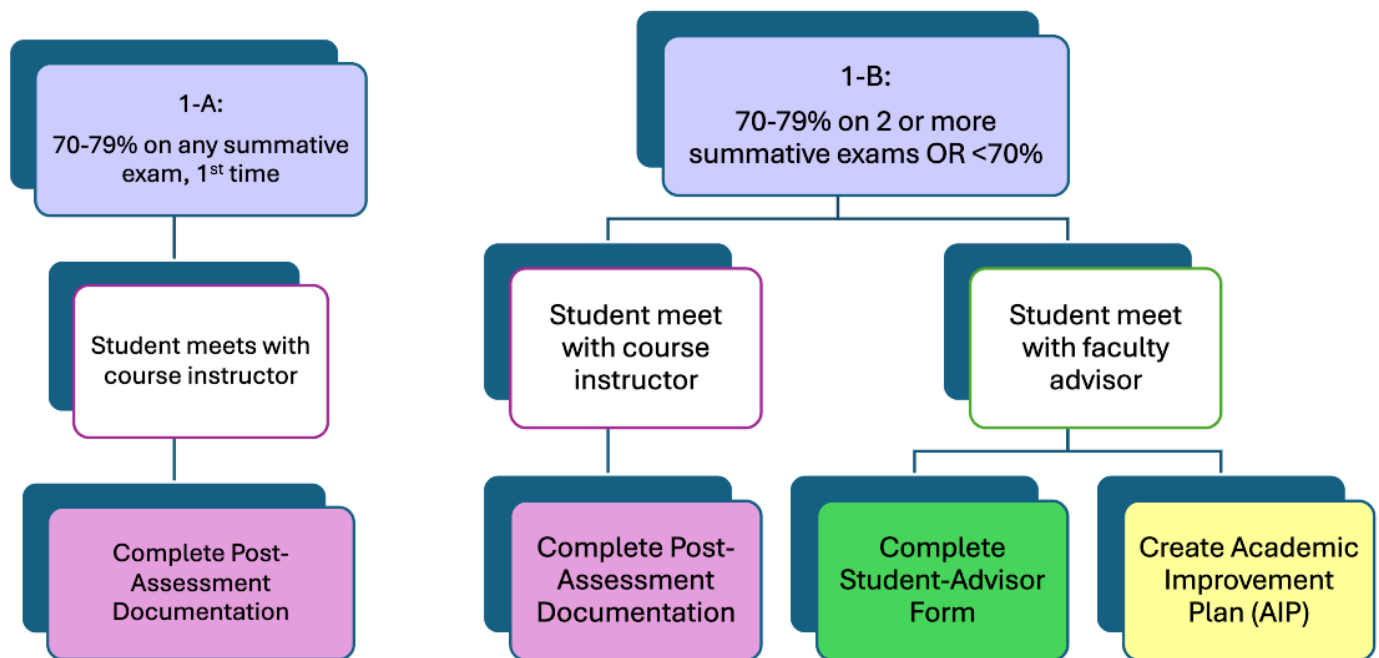 1-A:
70-79% on any summative
exam, 1st time
Student meets with
course instructor
Complete Post-
Assessment
Documentation
1-B:
70-79% on 2 or more
summative exams OR <70%
Student meet
with course
instructor
Student meet
with faculty
advisor
Complete Post-
Assessment
Documentation
Complete
Student-Advisor
Form
Create Academic
Improvement
Plan (AIP)